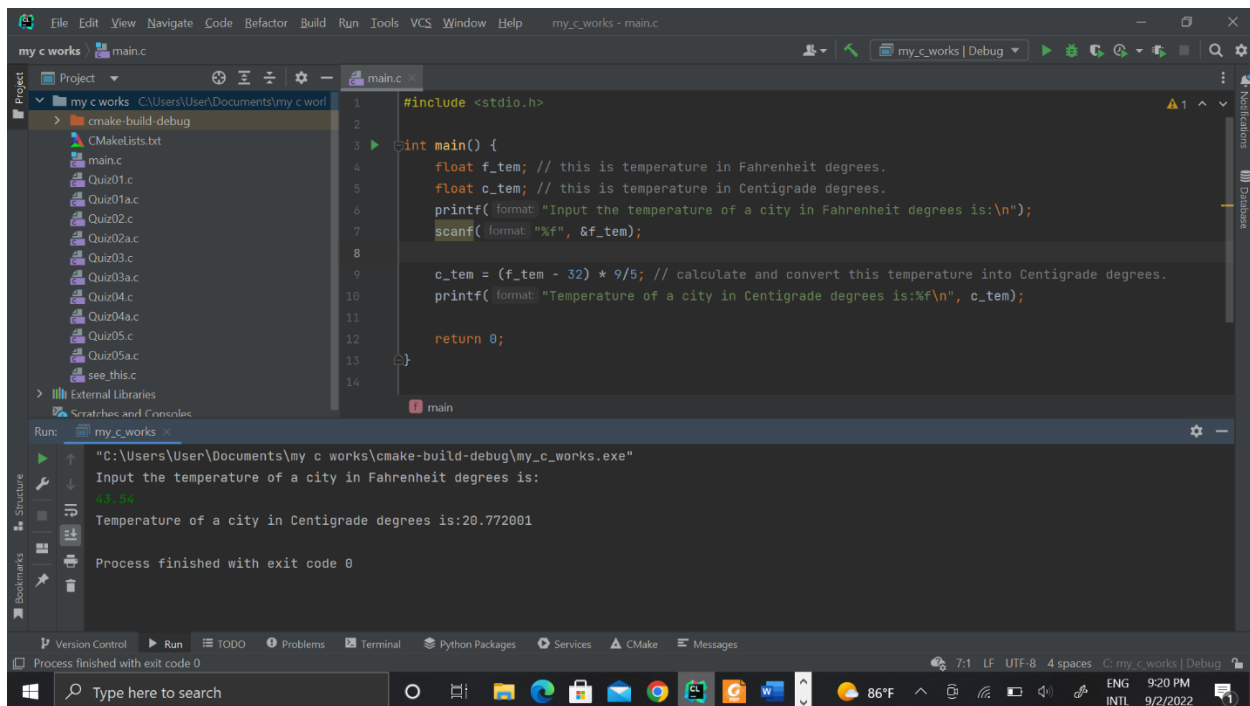 File Edit View Navigate Code Refactor Build Run Tools VCS Window Help my_c_works - main.c
my c works main.c
my_c_works | Debug
Project
Project
main.c
my c works C:\Users\User\Documents\my c worl
cmake-build-debug
CMakeLists.txt
main.c
Quiz01.c
Quiz01a.c
Quiz02.c
Quiz02a.c
Quiz03.c
Quiz03a.c
Quiz04.c
Quiz04a.c
Quiz05.c
Quiz05a.c
see_this.c
External Libraries
Scratches and Consoles
1 #include <stdio.h>
2
3 int main() {
4 float f_tem; // this is temperature in Fahrenheit degrees.
5 float c_tem; // this is temperature in Centigrade degrees.
6 printf( format: "Input the temperature of a city in Fahrenheit degrees is:\n");
7 scanf( format: "%f", &f_tem);
8
9 c_tem = (f_tem - 32) * 9/5; // calculate and convert this temperature into Centigrade degrees.
10 printf( format: "Temperature of a city in Centigrade degrees is:%f\n", c_tem);
11
12 return 0;
13 }
14
f main
1
Notifications
Database
Run: my_c_works
"C:\Users\User\Documents\my c works\cmake-build-debug\my_c_works.exe"
Input the temperature of a city in Fahrenheit degrees is:
43.54
Temperature of a city in Centigrade degrees is:20.772001
Process finished with exit code 0
Structure
Bookmarks
Version Control Run TODO Problems Terminal Python Packages Services CMake Messages
Process finished with exit code 0
7:1 LF UTF-8 4 spaces C: my_c_works | Debug
Type here to search
86°F
ENG
INTL
9:20 PM
9/2/2022
1